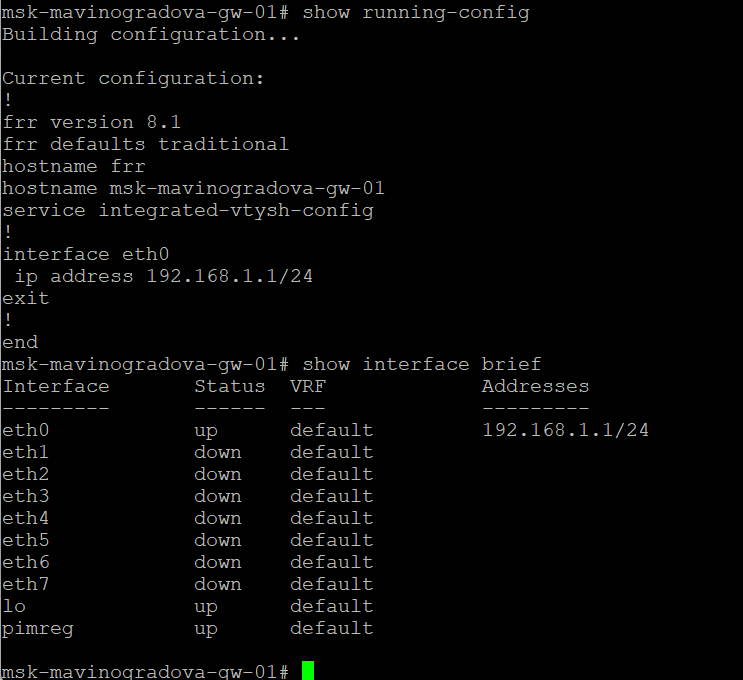 msk-mavinogradova-gw-01# show running-config
Building configuration...

Current configuration:
!
frr version 8.1
frr defaults traditional
hostname frr
hostname msk-mavinogradova-gw-01
service integrated-vtysh-config
!
interface eth0
 ip address 192.168.1.1/24
exit
!
end
msk-mavinogradova-gw-01# show interface brief
Interface       Status  VRF             Addresses
---------       ------  ---             ---------
eth0            up      default         192.168.1.1/24
eth1            down    default
eth2            down    default
eth3            down    default
eth4            down    default
eth5            down    default
eth6            down    default
eth7            down    default
lo              up      default
pimreg          up      default

msk-mavinogradova-gw-01#